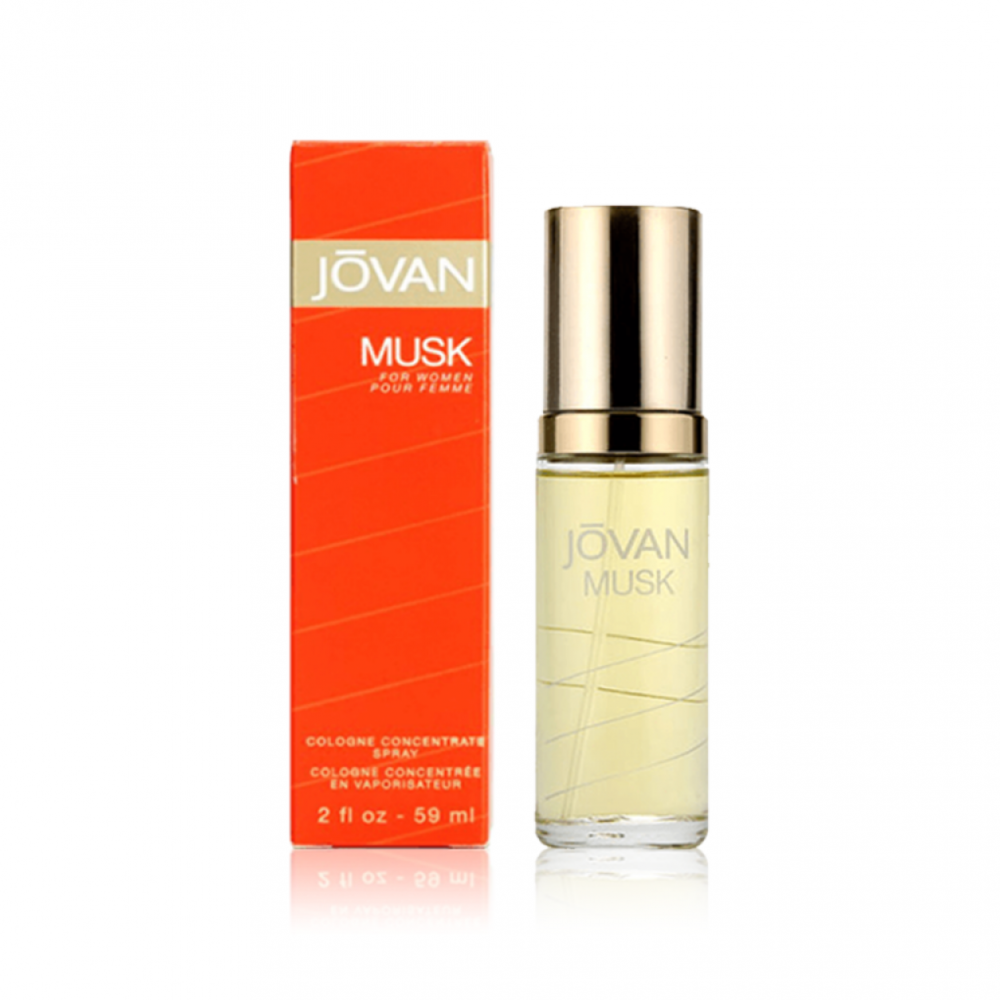 JŌVAN
MUSK
FOR WOMEN
POUR FEMME
COLOGNE CONCENTRATE
SPRAY
COLOGNE CONCENTRÉE
EN VAPORISATEUR
2 fl oz - 59 ml
JŌVAN
MUSK